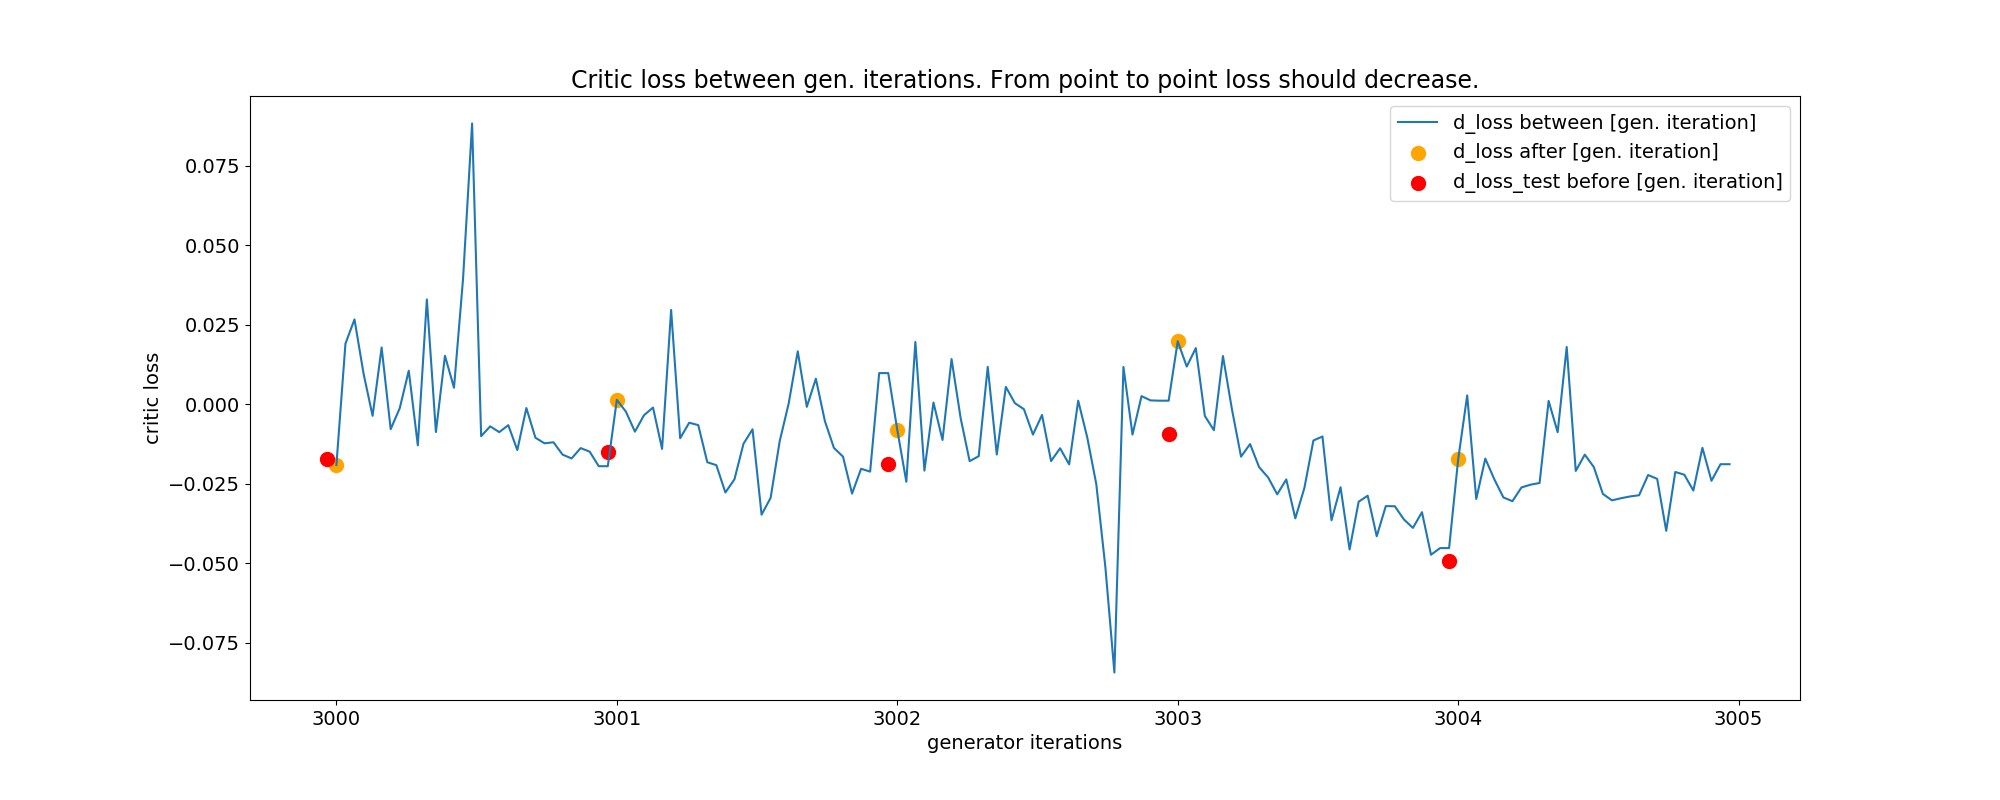 Critic loss between gen. iterations. From point to point loss should decrease.
d_loss between [gen. iteration]
d_loss after [gen. iteration]
d_loss_test before [gen. iteration]
critic loss
0.075
0.050
0.025
0.000
−0.025
−0.050
−0.075
3000 3001 3002 3003 3004 3005
generator iterations